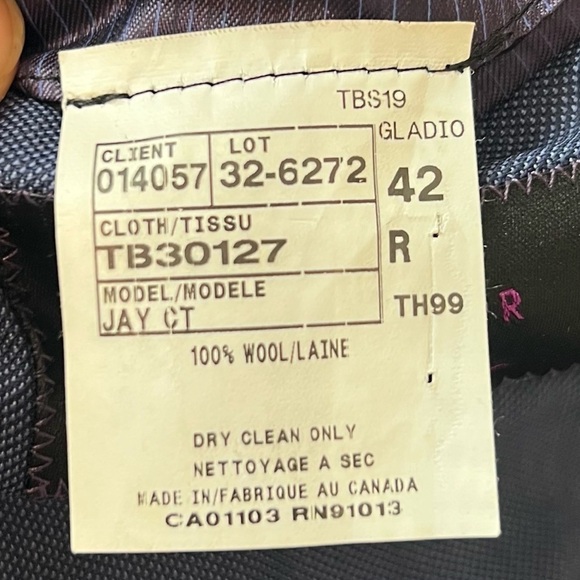 TBS19
GLADIO
CLIENT LOT
014057 32-6272 42
CLOTH/TISSU
TB30127 R
MODEL/MODELE
JAY CT TH99
100% WOOL/LAINE
DRY CLEAN ONLY
NETTOYAGE A SEC
MADE IN/FABRIQUE AU CANADA
CA01103 RN91013
R